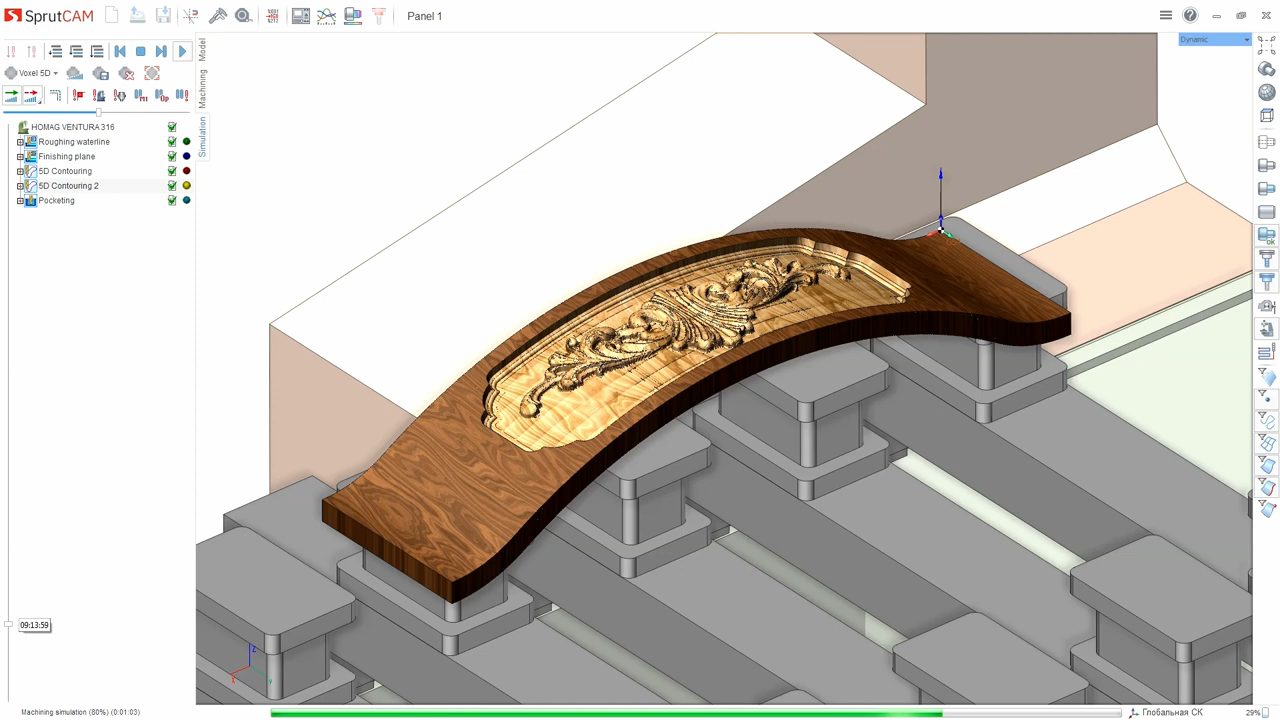 SprutCAM
Panel 1
Dynamic
Voxel 5D
Model
Machining
Simulation
HOMAG VENTURA 316
Roughing waterline
Finishing plane
5D Contouring
5D Contouring 2
Pocketing
09:13:59
Z
X
Y
Machining simulation (80%) (0:01:03)
Глобальная СК
29%